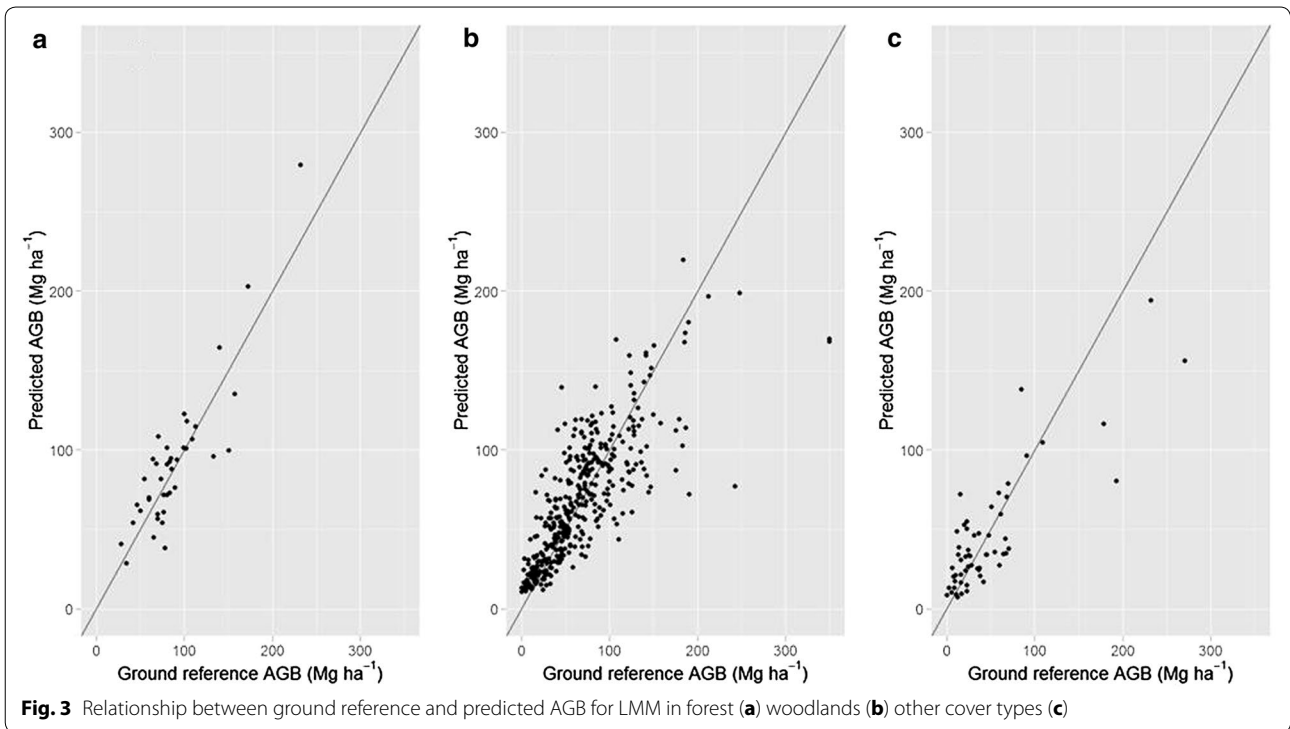 a
Predicted AGB (Mg ha⁻¹)
300
200
100
0
0 100 200 300
Ground reference AGB (Mg ha⁻¹)
b
Predicted AGB (Mg ha⁻¹)
300
200
100
0
0 100 200 300
Ground reference AGB (Mg ha⁻¹)
c
Predicted AGB (Mg ha⁻¹)
300
200
100
0
0 100 200 300
Ground reference AGB (Mg ha⁻¹)
Fig. 3 Relationship between ground reference and predicted AGB for LMM in forest (a) woodlands (b) other cover types (c)